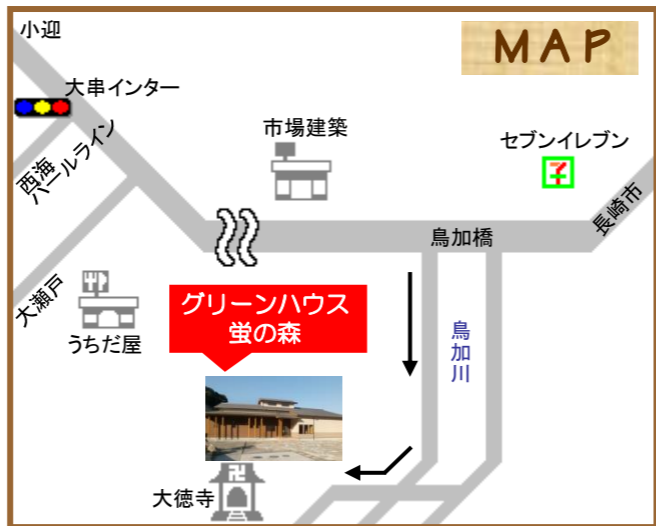 小迎
MAP
大串インター
市場建築
セブンイレブン
西海
パールライン
長崎市
鳥加橋
大瀬戸
グリーンハウス
蛍の森
うちだ屋
鳥加川
大徳寺